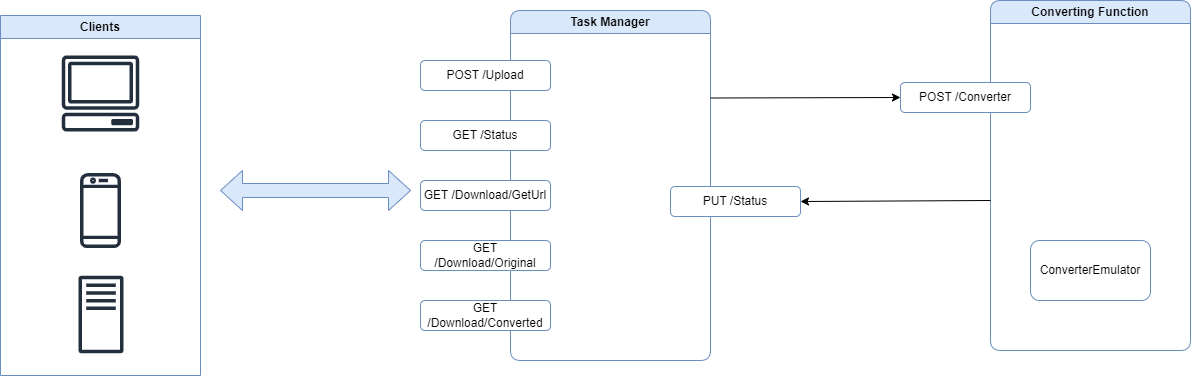 Clients
Task Manager
POST /Upload
GET /Status
GET /Download/GetUrl
GET
/Download/Original
GET
/Download/Converted
PUT /Status
Converting Function
POST /Converter
ConverterEmulator